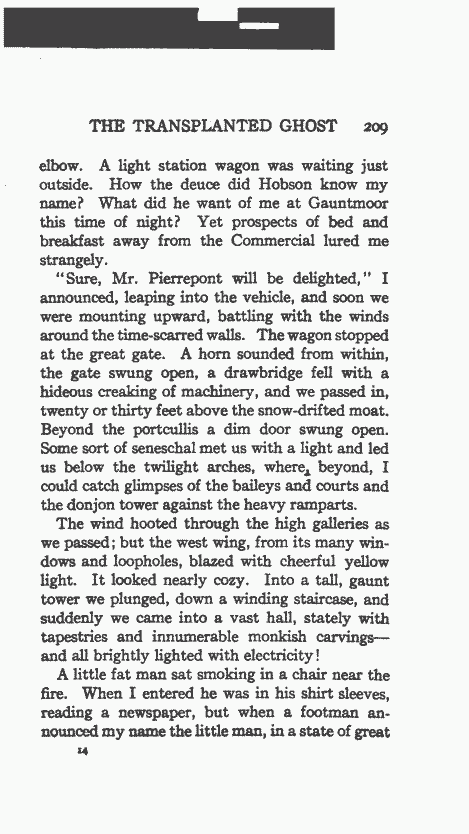 THE TRANSPLANTED GHOST 209
elbow. A light station wagon was waiting just
outside. How the deuce did Hobson know my
name? What did he want of me at Gauntmoor
this time of night? Yet prospects of bed and
breakfast away from the Commercial lured me
strangely.
"Sure, Mr. Pierrepont will be delighted," I
announced, leaping into the vehicle, and soon we
were mounting upward, battling with the winds
around the time-scarred walls. The wagon stopped
at the great gate. A horn sounded from within,
the gate swung open, a drawbridge fell with a
hideous creaking of machinery, and we passed in,
twenty or thirty feet above the snow-drifted moat.
Beyond the portcullis a dim door swung open.
Some sort of seneschal met us with a light and led
us below the twilight arches, where, beyond, I
could catch glimpses of the baileys and courts and
the donjon tower against the heavy ramparts.
The wind hooted through the high galleries as
we passed; but the west wing, from its many win-
dows and loopholes, blazed with cheerful yellow
light. It looked nearly cozy. Into a tall, gaunt
tower we plunged, down a winding staircase, and
suddenly we came into a vast hall, stately with
tapestries and innumerable monkish carvings—
and all brightly lighted with electricity!
A little fat man sat smoking in a chair near the
fire. When I entered he was in his shirt sleeves,
reading a newspaper, but when a footman an-
nounced my name the little man, in a state of great
14